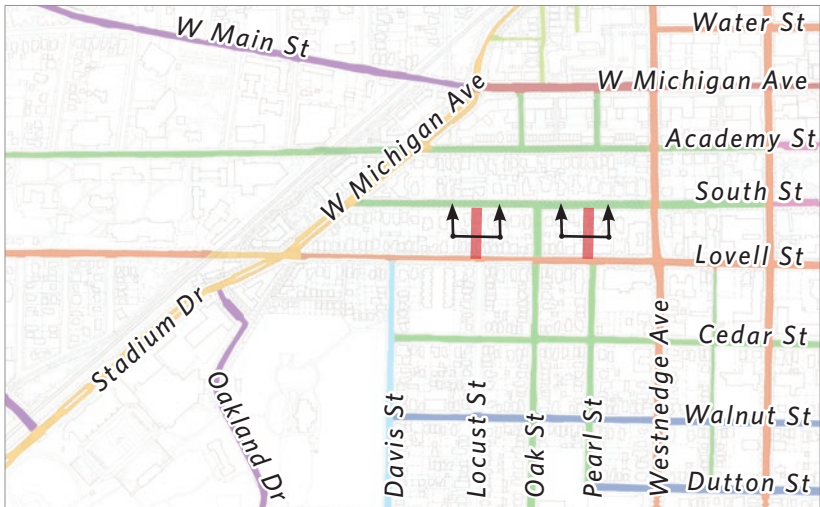 Water St
W Main St
W Michigan Ave
W Michigan Ave
Academy St
South St
Lovell St
Stadium Dr
Cedar St
Oakland Dr
Davis St
Locust St
Oak St
Pearl St
Westnedge Ave
Walnut St
Dutton St